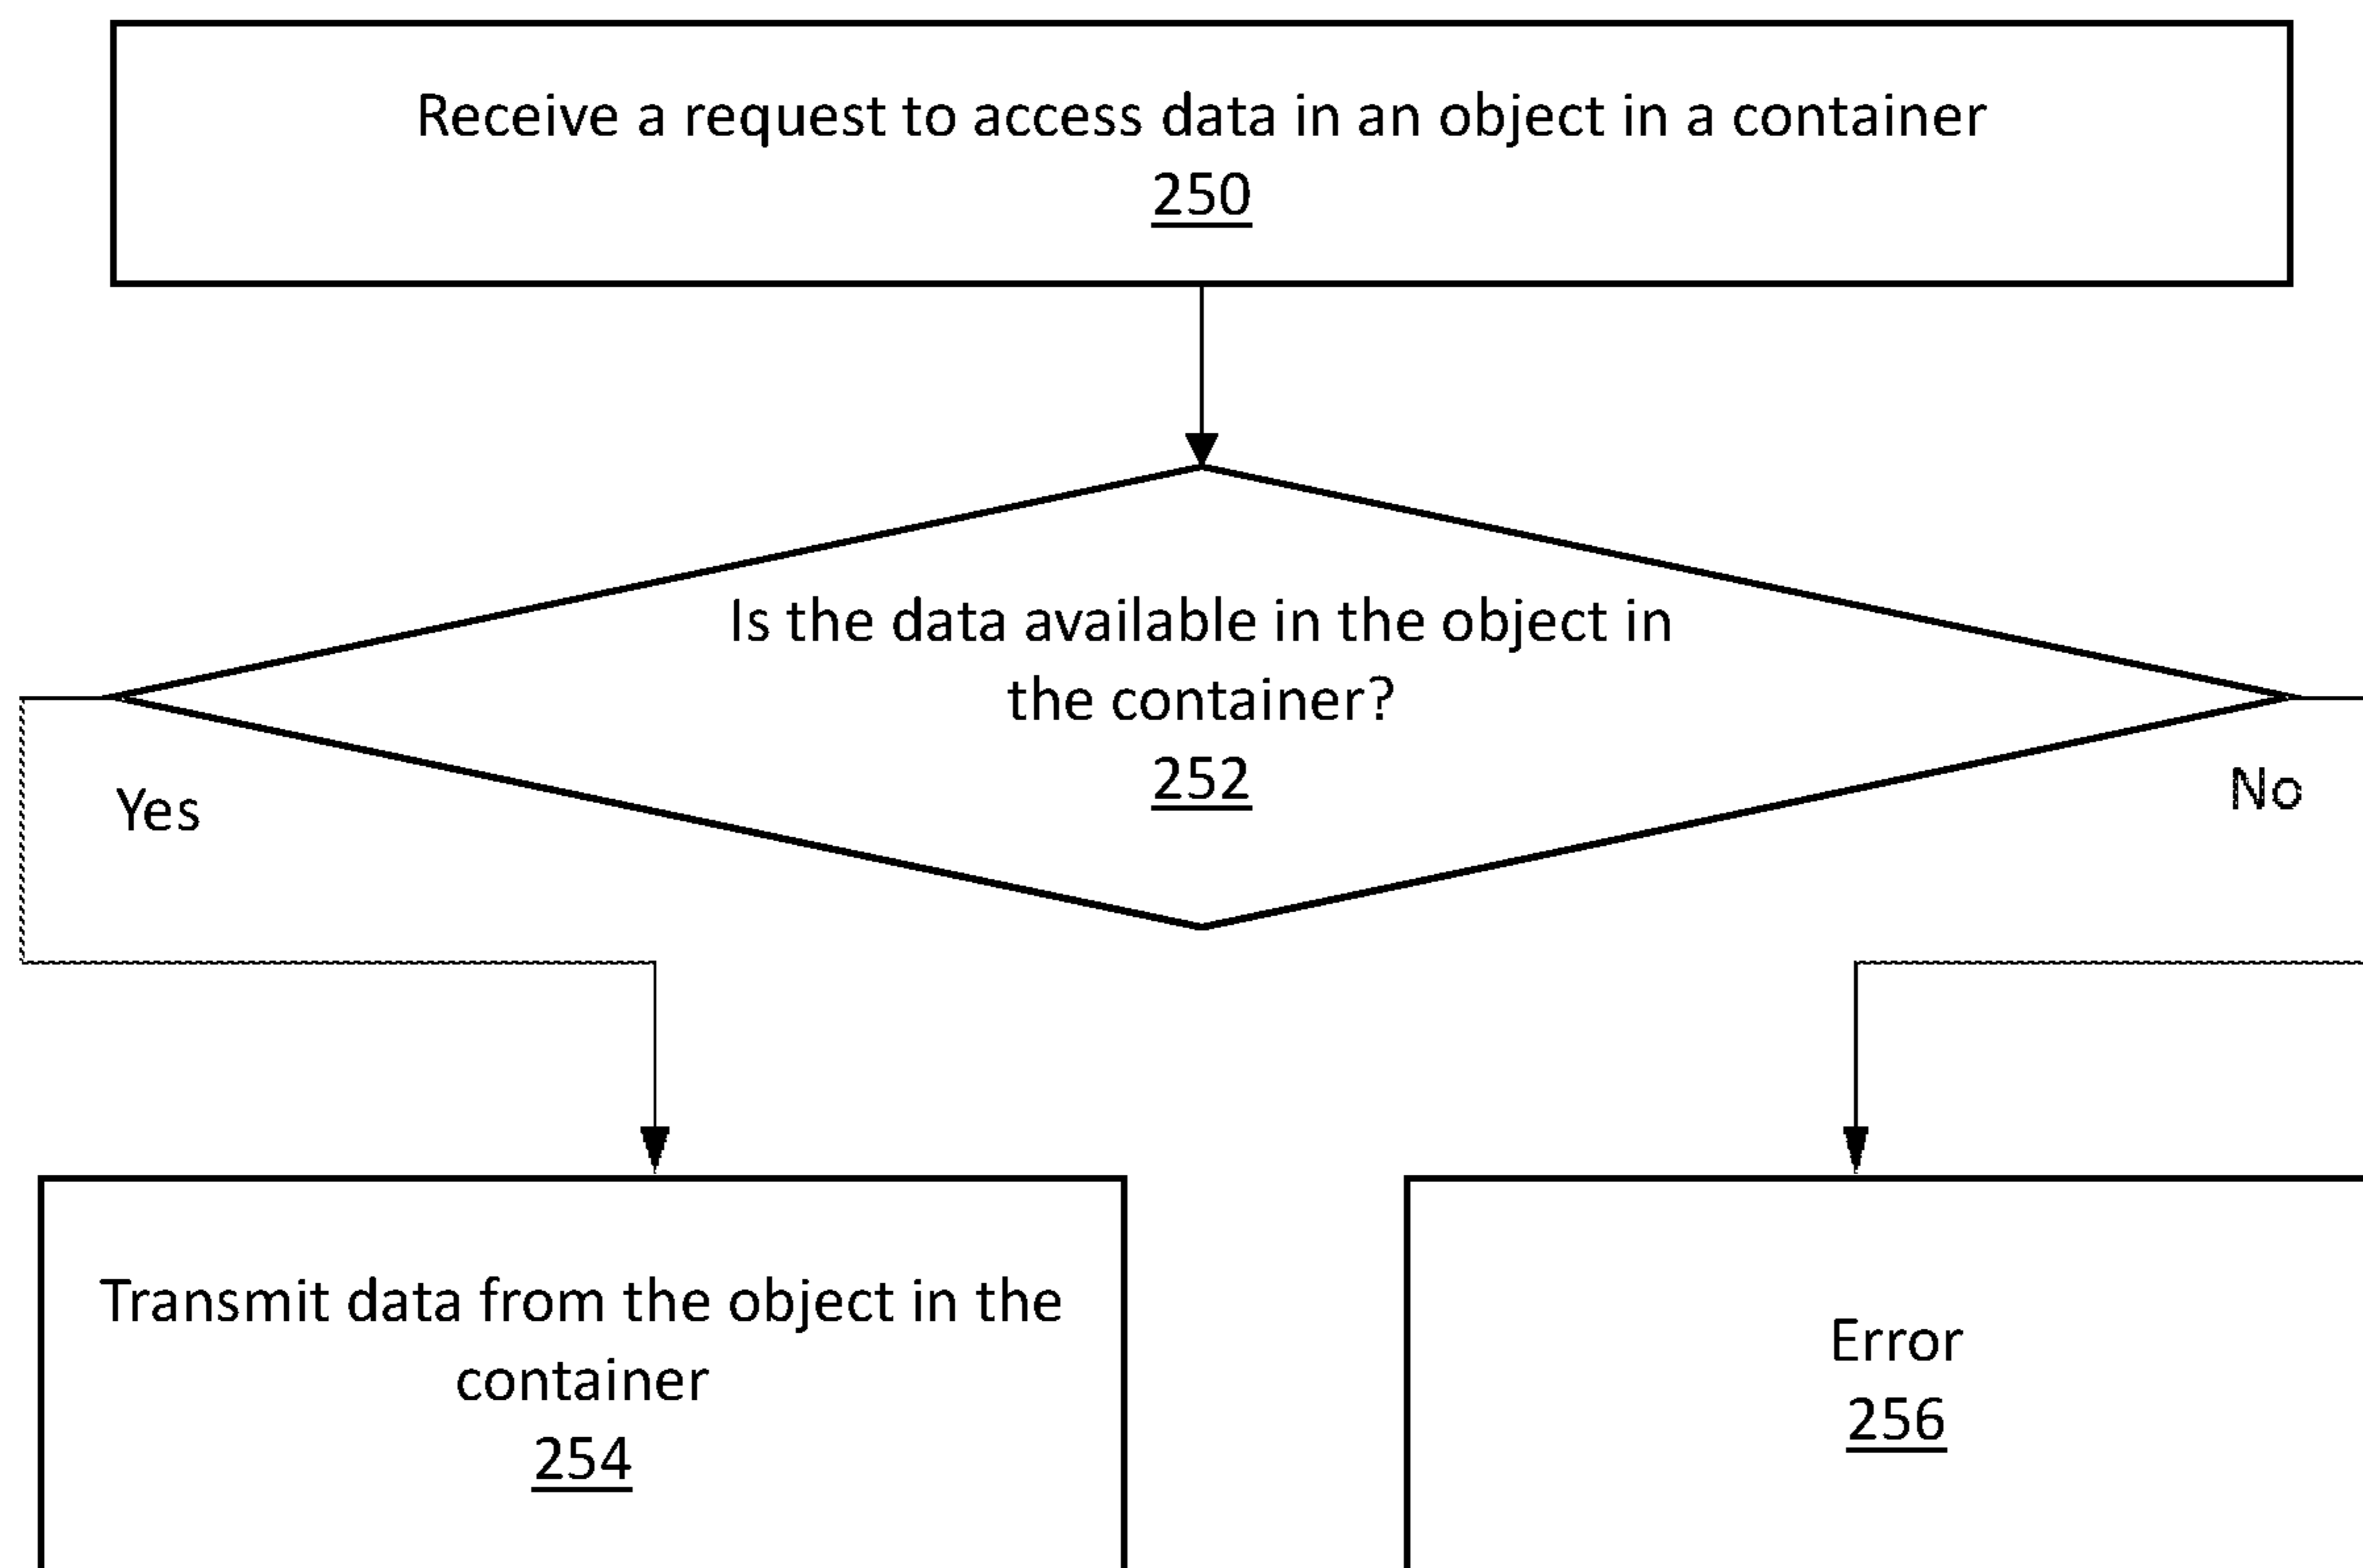 Receive a request to access data in an object in a container
250
Is the data available in the object in
the container?
252
Yes
No
Transmit data from the object in the
container
254
Error
256